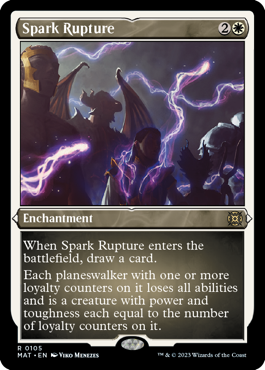 Spark Rupture 2
Enchantment
When Spark Rupture enters the
battlefield, draw a card.
Each planeswalker with one or more
loyalty counters on it loses all abilities
and is a creature with power and
toughness each equal to the number
of loyalty counters on it.
R 0105
MAT • EN Viko Menezes
™ & © 2023 Wizards of the Coast